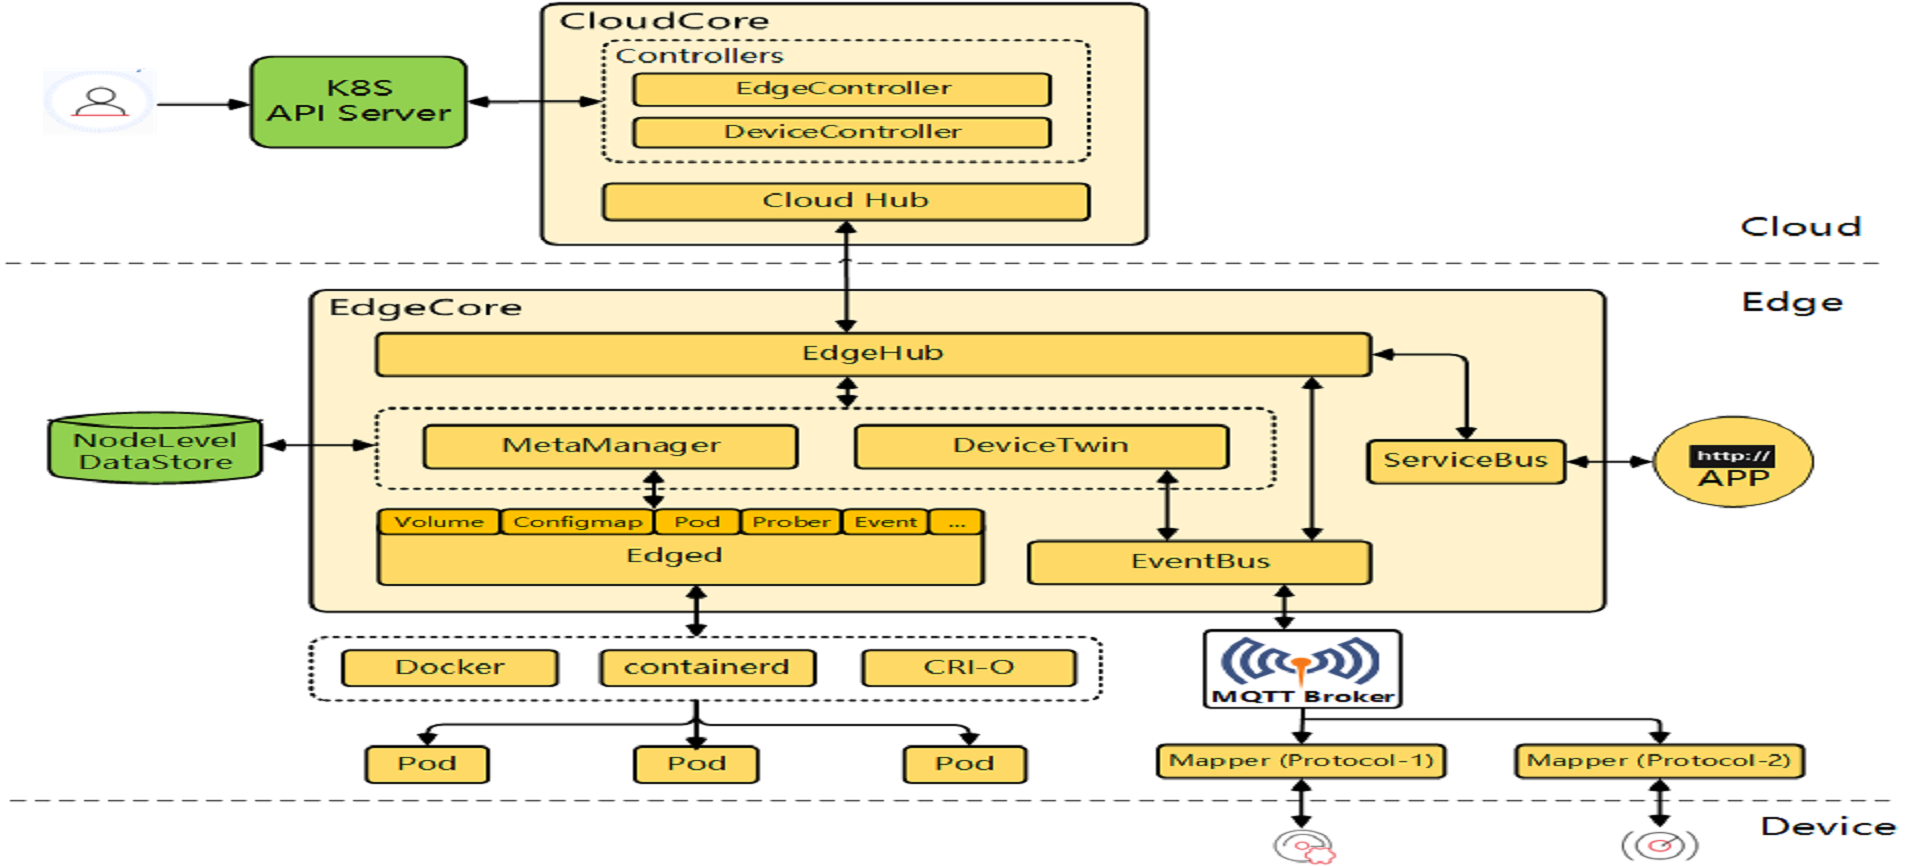 CloudCore
Controllers
EdgeController
DeviceController
K8S
API Server
Cloud Hub
Cloud
Edge
EdgeCore
EdgeHub
NodeLevel
DataStore
MetaManager
DeviceTwin
ServiceBus
http://
APP
Volume
Configmap
Pod
Prober
Event
...
Edged
EventBus
Docker
containerd
CRI-O
MQTT Broker
Pod
Pod
Pod
Mapper (Protocol-1)
Mapper (Protocol-2)
Device